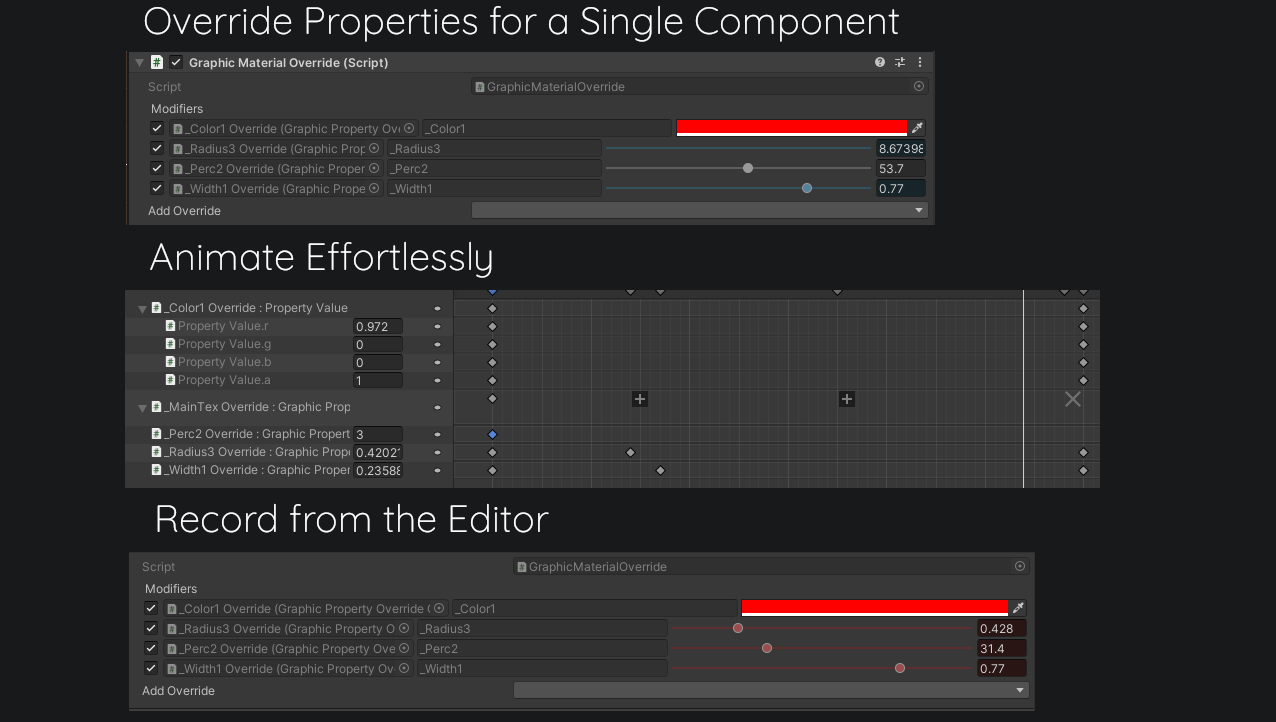 Override Properties for a Single Component
# Graphic Material Override (Script)
Script # GraphicMaterialOverride
Modifiers
# _Color1 Override (Graphic Property Ove _Color1
# _Radius3 Override (Graphic Prop _Radius3 8.67398
# _Perc2 Override (Graphic Proper _Perc2 53.7
# _Width1 Override (Graphic Prope _Width1 0.77
Add Override
Animate Effortlessly
# _Color1 Override : Property Value
# Property Value.r 0.972
# Property Value.g 0
# Property Value.b 0
# Property Value.a 1
# _MainTex Override : Graphic Prop
# _Perc2 Override : Graphic Propert 3
# _Radius3 Override : Graphic Prope 0.42021
# _Width1 Override : Graphic Proper 0.23588
Record from the Editor
Script # GraphicMaterialOverride
Modifiers
# _Color1 Override (Graphic Property Override ( _Color1
# _Radius3 Override (Graphic Property O _Radius3 0.428
# _Perc2 Override (Graphic Property Ove _Perc2 31.4
# _Width1 Override (Graphic Property Ov _Width1 0.77
Add Override